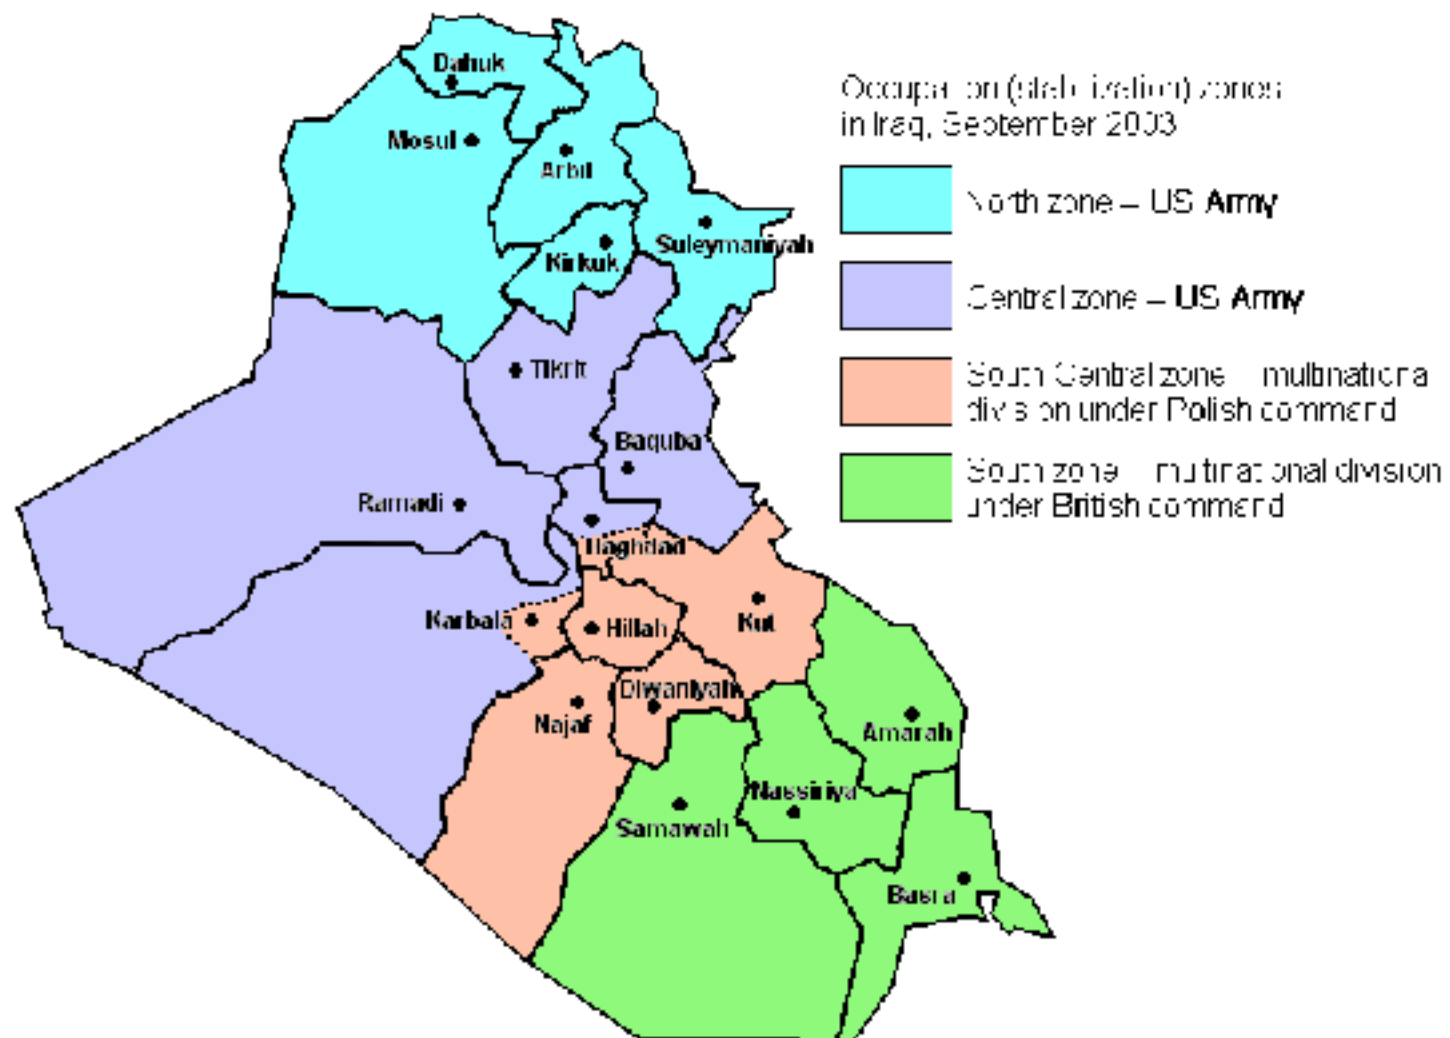 Occupation (stabilization) zones
in Iraq, September 2003
North zone – US Army
Central zone – US Army
South Central zone – multinational
division under Polish command
South zone – multinational division
under British command
Dahuk
Mosul
Arbil
Suleymaniyah
Kirkuk
Tikrit
Baquba
Ramadi
Baghdad
Karbala
Hillah
Kut
Diwaniyah
Najaf
Amarah
Nassiriya
Samawah
Basra